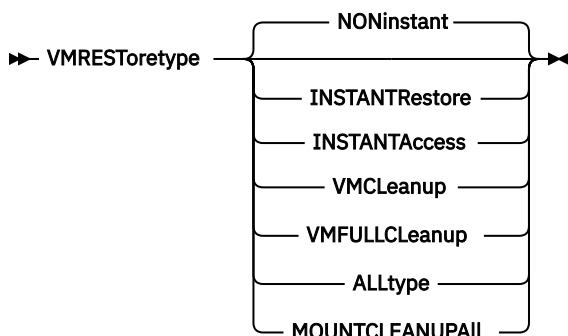 NONinstant
VMRESToretype
INSTANTRestore
INSTANTAccess
VMCLeanup
VMFULLCLeanup
ALLtype
MOUNTCLEANUPAll